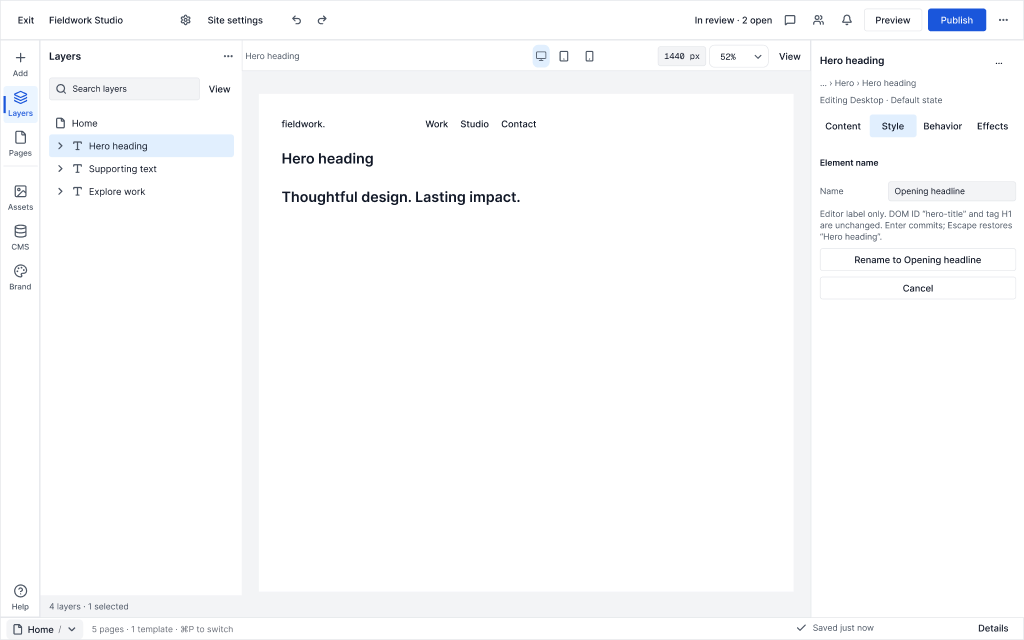 Exit Fieldwork Studio Site settings In review · 2 open Preview Publish ...
Add
Layers
Pages
Assets
CMS
Brand
Help
Layers ...
Search layers View
Home
Hero heading
Supporting text
Explore work
4 layers · 1 selected
Hero heading 1440 px 52% View
fieldwork. Work Studio Contact
Hero heading
Thoughtful design. Lasting impact.
Hero heading ...
... › Hero › Hero heading
Editing Desktop · Default state
Content Style Behavior Effects
Element name
Name Opening headline
Editor label only. DOM ID "hero-title" and tag H1
are unchanged. Enter commits; Escape restores
"Hero heading".
Rename to Opening headline
Cancel
Home / 5 pages · 1 template · ⌘P to switch Saved just now Details